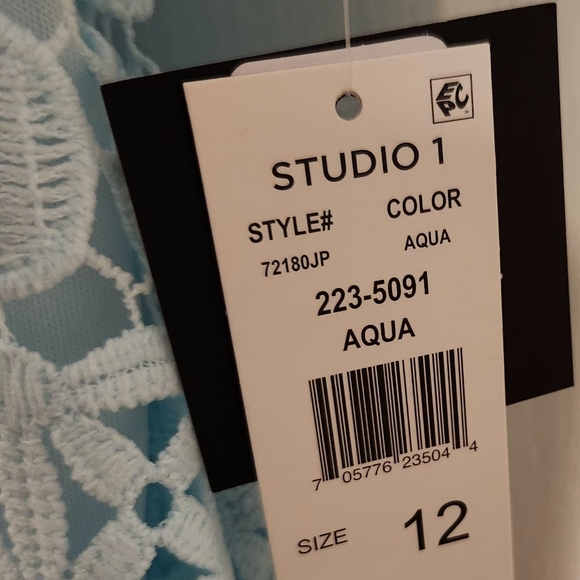 EPC
STUDIO 1
STYLE# COLOR
72180JP AQUA
223-5091
AQUA
7 05776 23504 4
SIZE 12